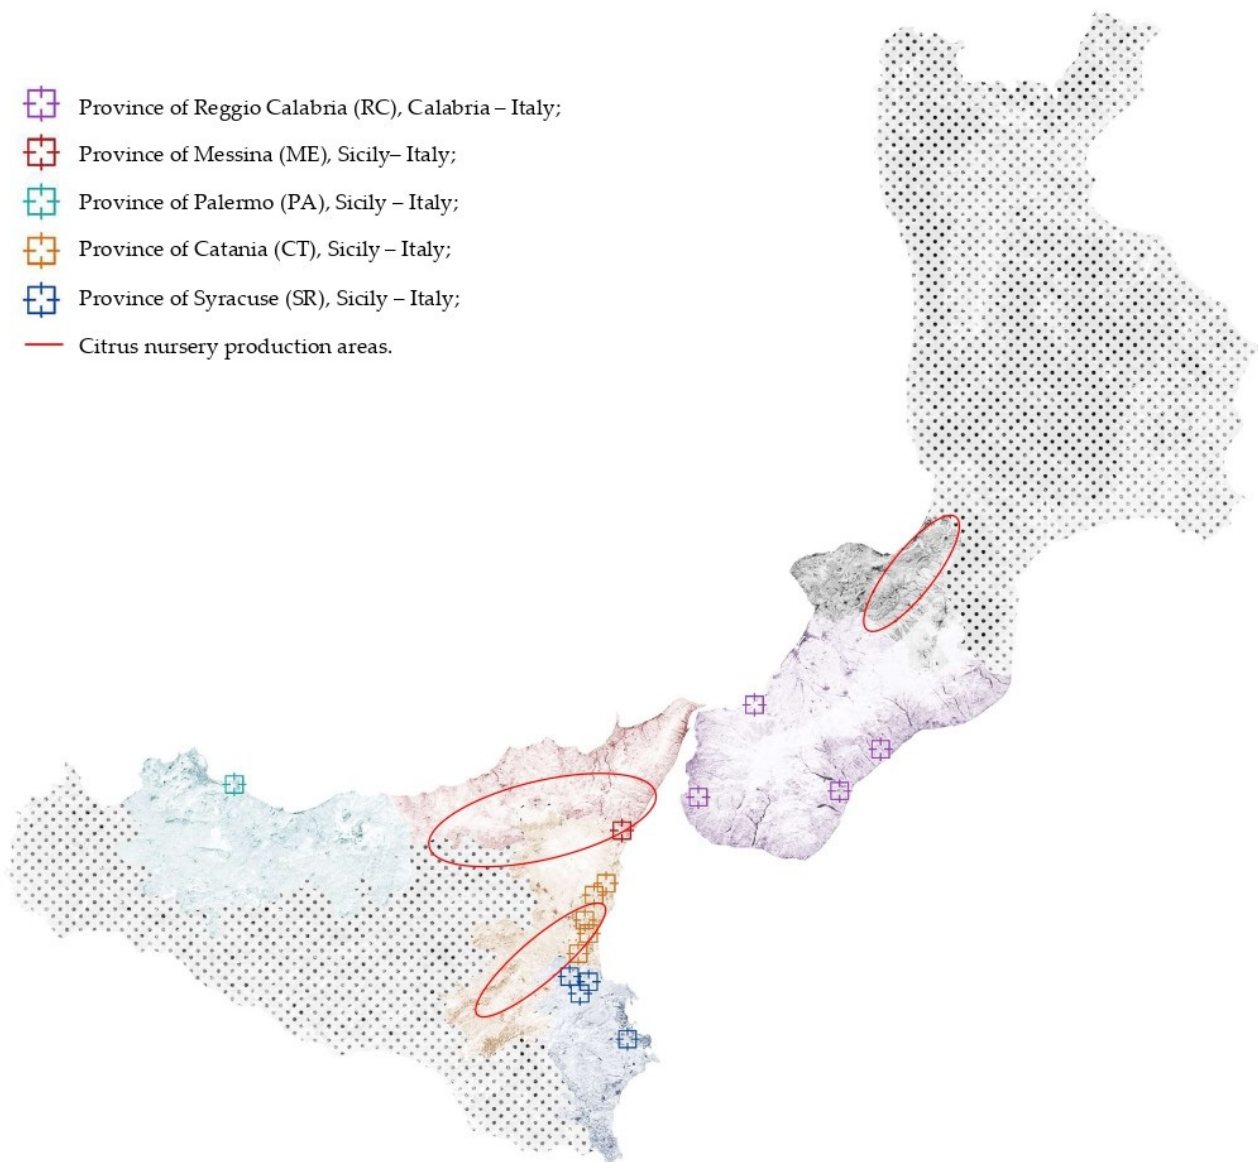 Province of Reggio Calabria (RC), Calabria – Italy;
Province of Messina (ME), Sicily– Italy;
Province of Palermo (PA), Sicily – Italy;
Province of Catania (CT), Sicily – Italy;
Province of Syracuse (SR), Sicily – Italy;
Citrus nursery production areas.